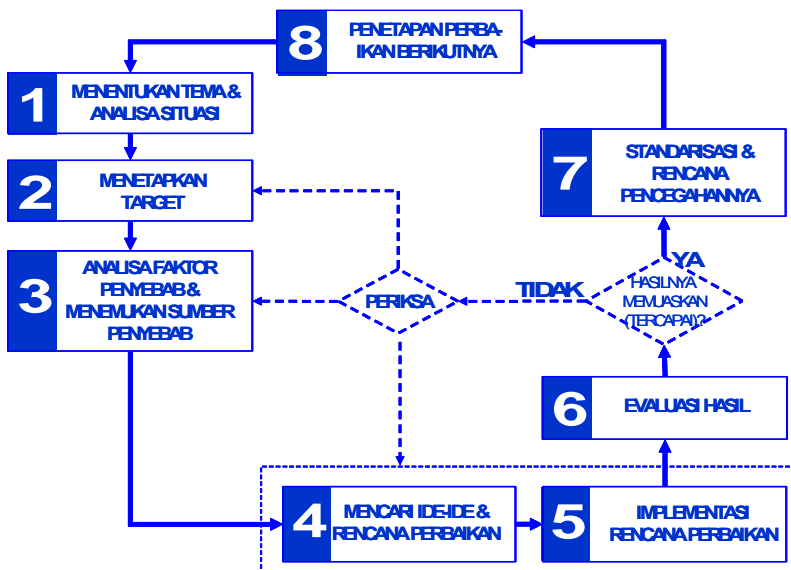 8
PENETAPAN PERBA-
IKAN BERIKUTNYA
1
MENENTUKAN TEMA &
ANALISA SITUASI
2
MENETAPKAN
TARGET
3
ANALISA FAKTOR
PENYEBAB &
MENEMUKAN SUMBER
PENYEBAB
4
MENCARI IDE-IDE &
RENCANA PERBAIKAN
5
IMPLEMENTASI
RENCANA PERBAIKAN
6
EVALUASI HASIL
HASILNYA
MEMUASKAN
(TERCAPAI)?
YA
TIDAK
PERIKSA
7
STANDARISASI &
RENCANA
PENCEGAHANNYA